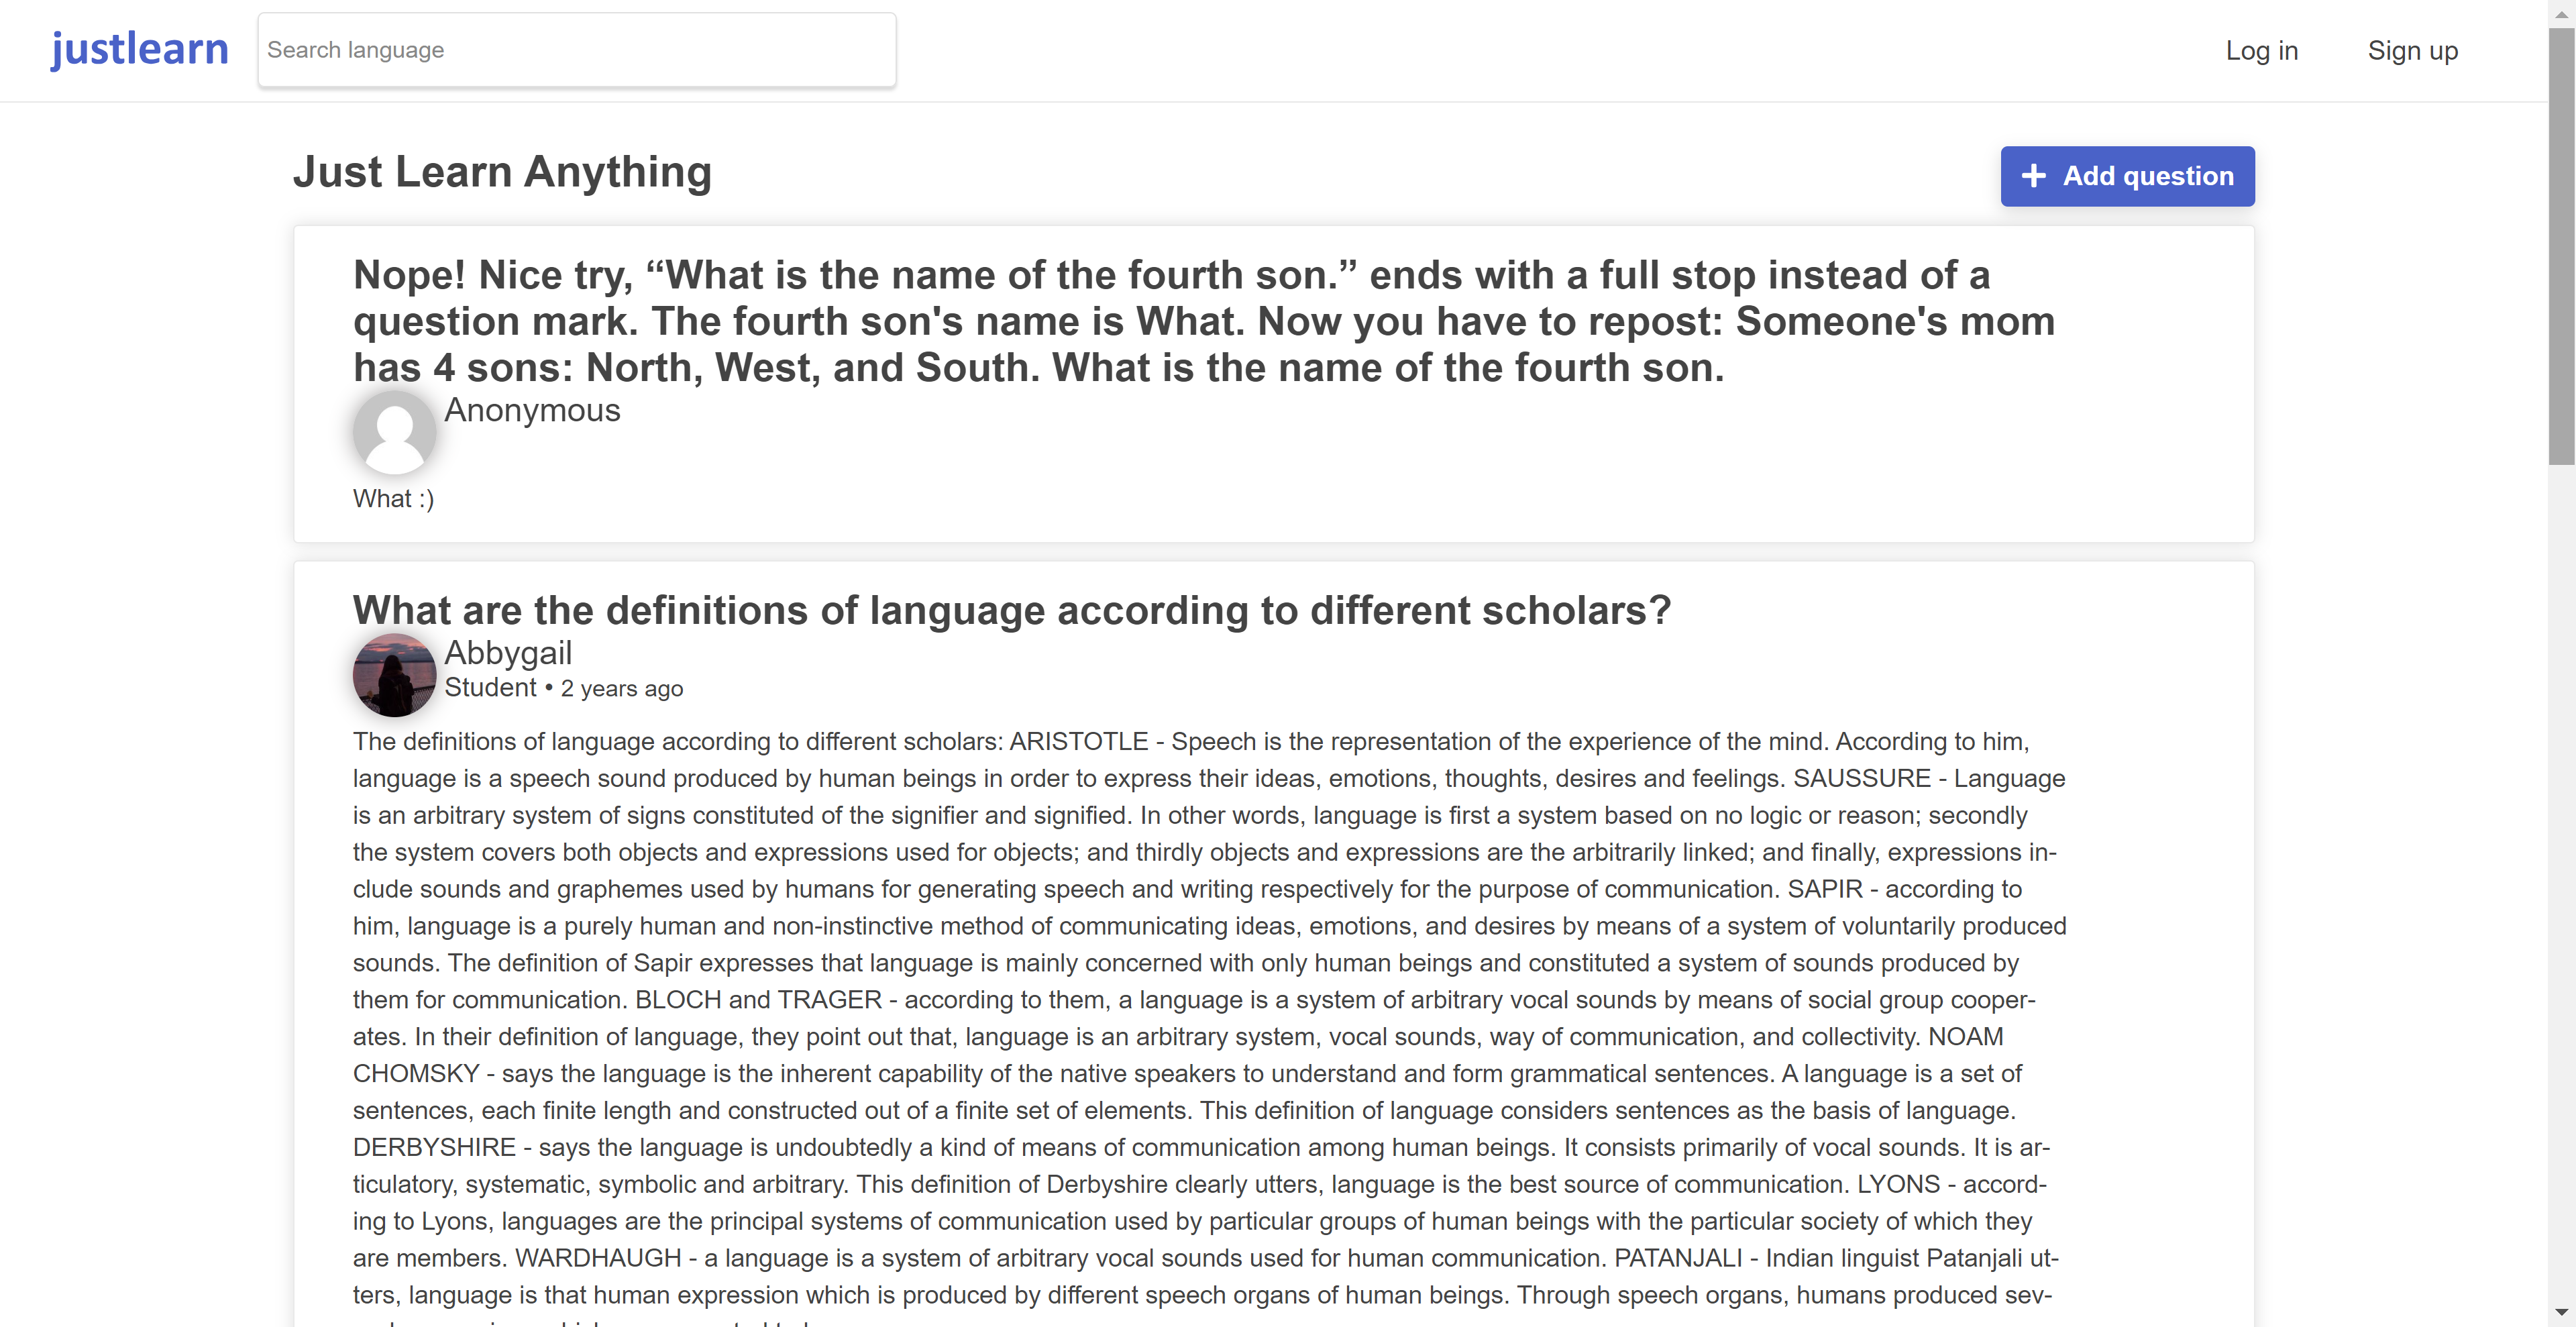 justlearn
Search language
Log in
Sign up
Just Learn Anything
Add question
Nope! Nice try, “What is the name of the fourth son.” ends with a full stop instead of a
question mark. The fourth son's name is What. Now you have to repost: Someone's mom
has 4 sons: North, West, and South. What is the name of the fourth son.
Anonymous
What :)
What are the definitions of language according to different scholars?
Abbygail
Student • 2 years ago
The definitions of language according to different scholars: ARISTOTLE - Speech is the representation of the experience of the mind. According to him,
language is a speech sound produced by human beings in order to express their ideas, emotions, thoughts, desires and feelings. SAUSSURE - Language
is an arbitrary system of signs constituted of the signifier and signified. In other words, language is first a system based on no logic or reason; secondly
the system covers both objects and expressions used for objects; and thirdly objects and expressions are the arbitrarily linked; and finally, expressions in-
clude sounds and graphemes used by humans for generating speech and writing respectively for the purpose of communication. SAPIR - according to
him, language is a purely human and non-instinctive method of communicating ideas, emotions, and desires by means of a system of voluntarily produced
sounds. The definition of Sapir expresses that language is mainly concerned with only human beings and constituted a system of sounds produced by
them for communication. BLOCH and TRAGER - according to them, a language is a system of arbitrary vocal sounds by means of social group cooper-
ates. In their definition of language, they point out that, language is an arbitrary system, vocal sounds, way of communication, and collectivity. NOAM
CHOMSKY - says the language is the inherent capability of the native speakers to understand and form grammatical sentences. A language is a set of
sentences, each finite length and constructed out of a finite set of elements. This definition of language considers sentences as the basis of language.
DERBYSHIRE - says the language is undoubtedly a kind of means of communication among human beings. It consists primarily of vocal sounds. It is ar-
ticulatory, systematic, symbolic and arbitrary. This definition of Derbyshire clearly utters, language is the best source of communication. LYONS - accord-
ing to Lyons, languages are the principal systems of communication used by particular groups of human beings with the particular society of which they
are members. WARDHAUGH - a language is a system of arbitrary vocal sounds used for human communication. PATANJALI - Indian linguist Patanjali ut-
ters, language is that human expression which is produced by different speech organs of human beings. Through speech organs, humans produced sev-